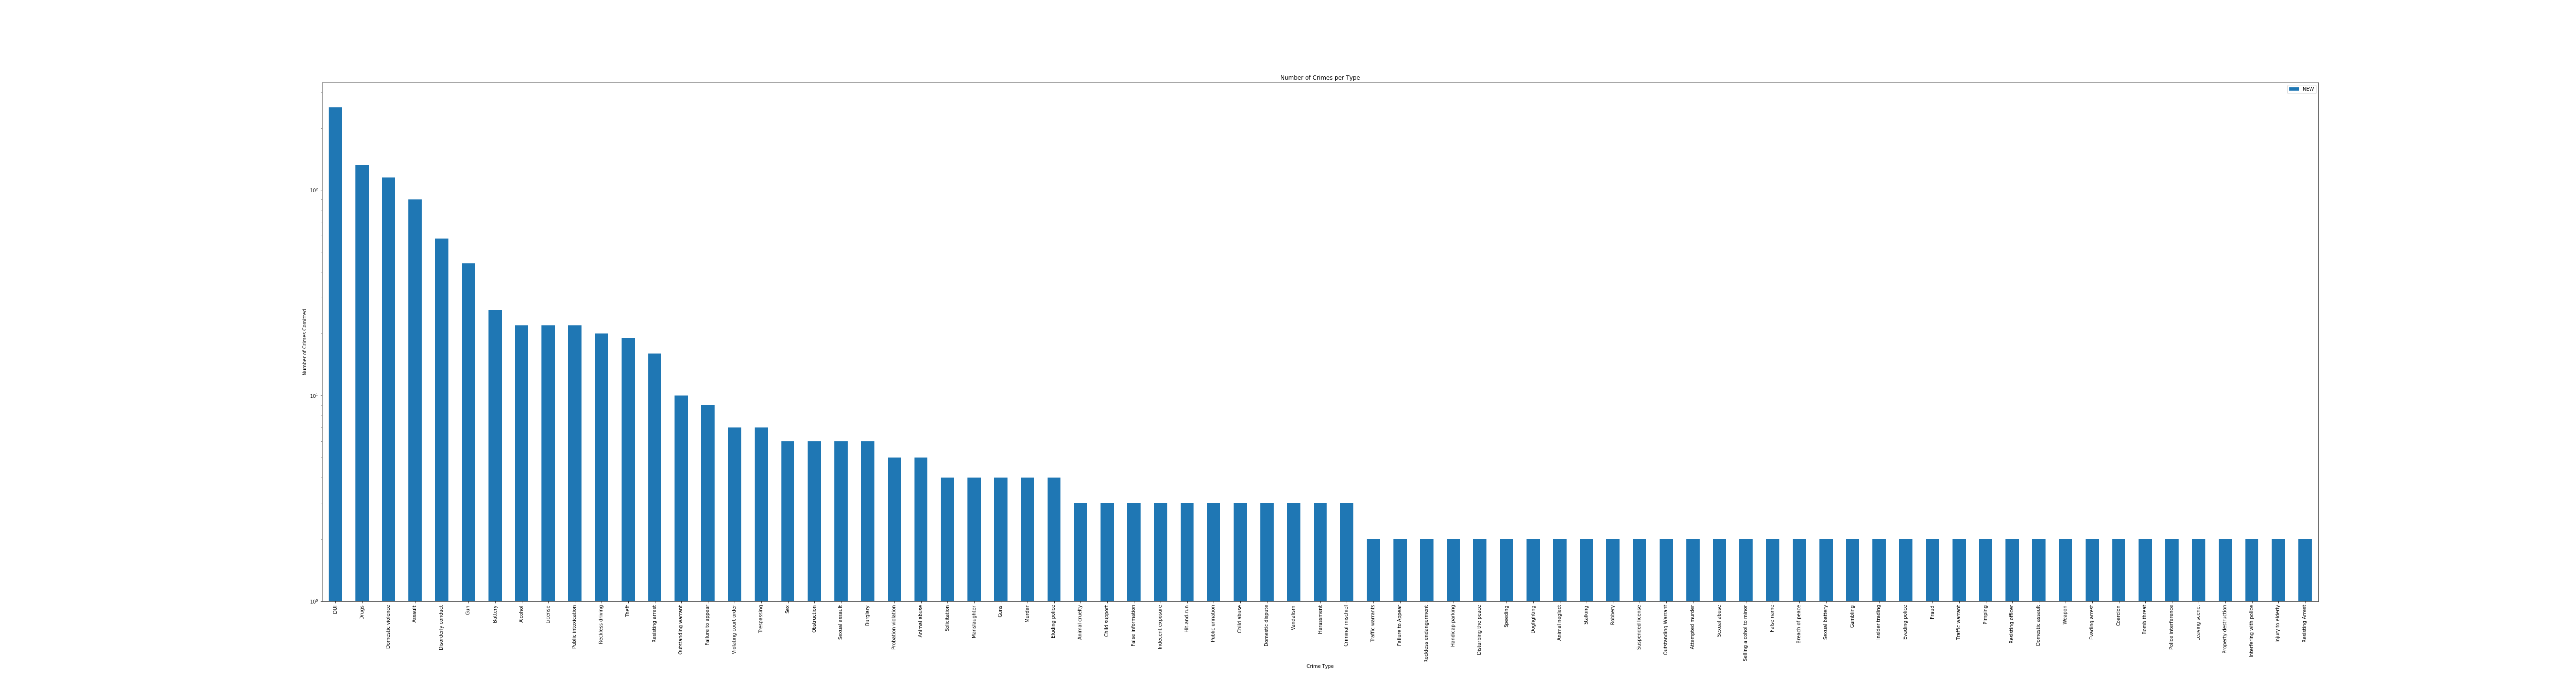 Number of Crimes per Type
NEW
Number of Crimes Comitted
10²
10¹
10⁰
DUI
Drugs
Domestic violence
Assault
Disorderly conduct
Gun
Battery
Alcohol
License
Public intoxication
Reckless driving
Theft
Resisting arrest
Outstanding warrant
Failure to appear
Violating court order
Trespassing
Sex
Obstruction
Sexual assault
Burglary
Probation violation
Animal abuse
Solicitation
Manslaughter
Guns
Murder
Eluding police
Animal cruelty
Child support
False information
Indecent exposure
Hit-and-run
Public urination
Child abuse
Domestic dispute
Vandalism
Harassment
Criminal mischief
Traffic warrants
Failure to Appear
Reckless endangerment
Handicap parking
Disturbing the peace
Speeding
Dogfighting
Animal neglect
Stalking
Robbery
Suspended license
Outstanding Warrant
Attempted murder
Sexual abuse
Selling alcohol to minor
False name
Breach of peace
Sexual battery
Gambling
Insider trading
Evading police
Fraud
Traffic warrant
Pimping
Resisting officer
Domestic assault
Weapon
Evading arrest
Coercion
Bomb threat
Police interference
Leaving scene
Property destruction
Interfering with police
Injury to elderly
Resisting Arrest
Crime Type